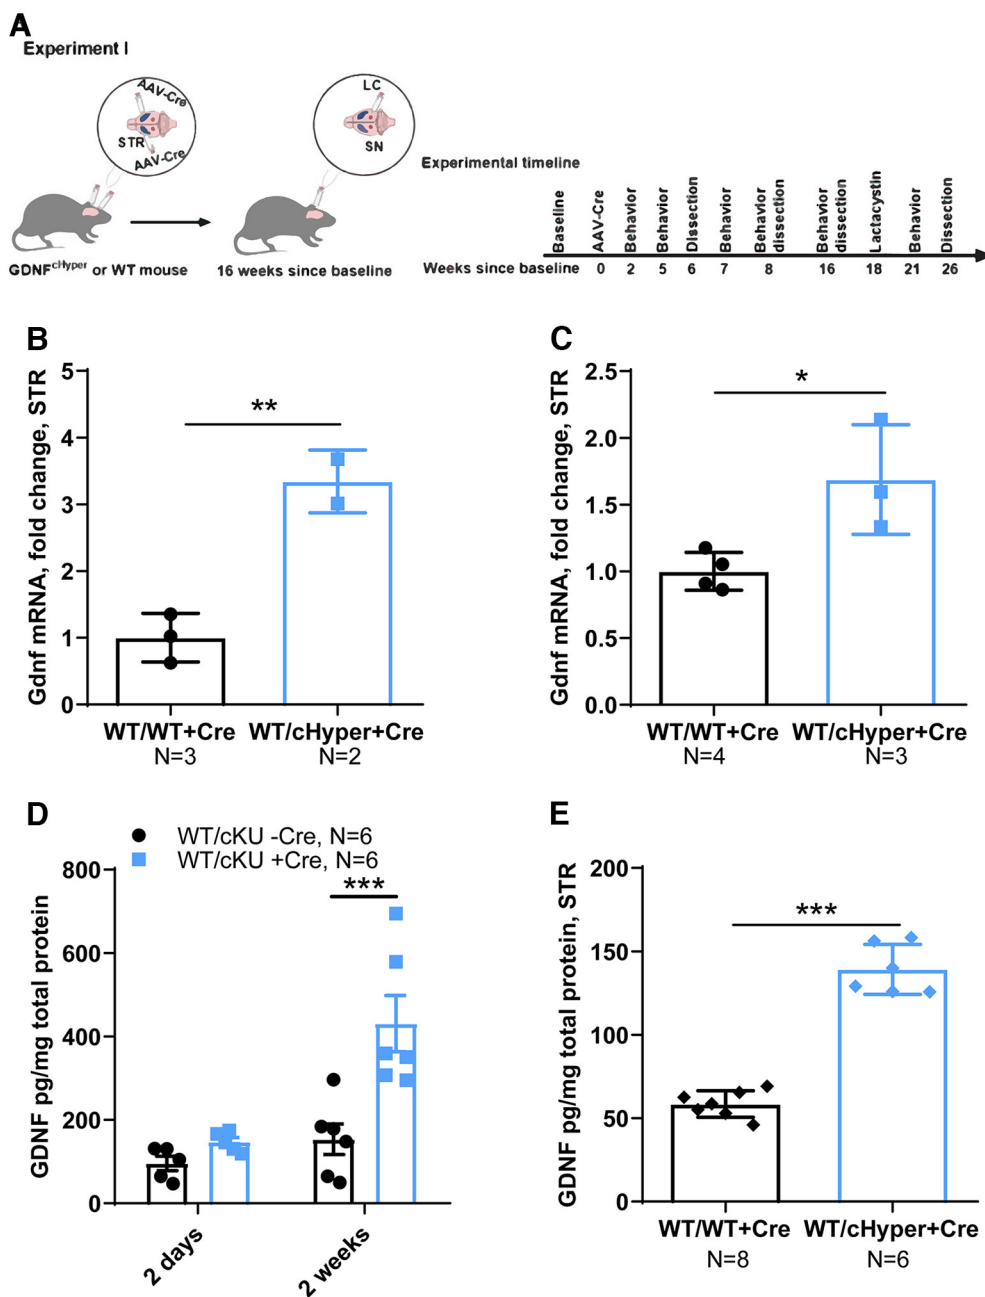 A
Experiment I
AAV-Cre
STR
AAV-Cre
LC
SN
GDNFcHyper or WT mouse
16 weeks since baseline
Experimental timeline
Baseline
AAV-Cre
Behavior
Behavior
Dissection
Behavior
Behavior
dissection
Behavior
dissection
Lactacystin
Behavior
Dissection
Weeks since baseline 0 2 5 6 7 8 16 18 21 26
B
Gdnf mRNA, fold change, STR
5
4
3
2
1
0
**
WT/WT+Cre WT/cHyper+Cre
N=3 N=2
C
Gdnf mRNA, fold change, STR
2.5
2.0
1.5
1.0
0.5
0.0
*
WT/WT+Cre WT/cHyper+Cre
N=4 N=3
D
WT/cKU -Cre, N=6
WT/cKU +Cre, N=6
GDNF pg/mg total protein
800
600
400
200
0
***
2 days
2 weeks
E
GDNF pg/mg total protein, STR
200
150
100
50
0
***
WT/WT+Cre WT/cHyper+Cre
N=8 N=6